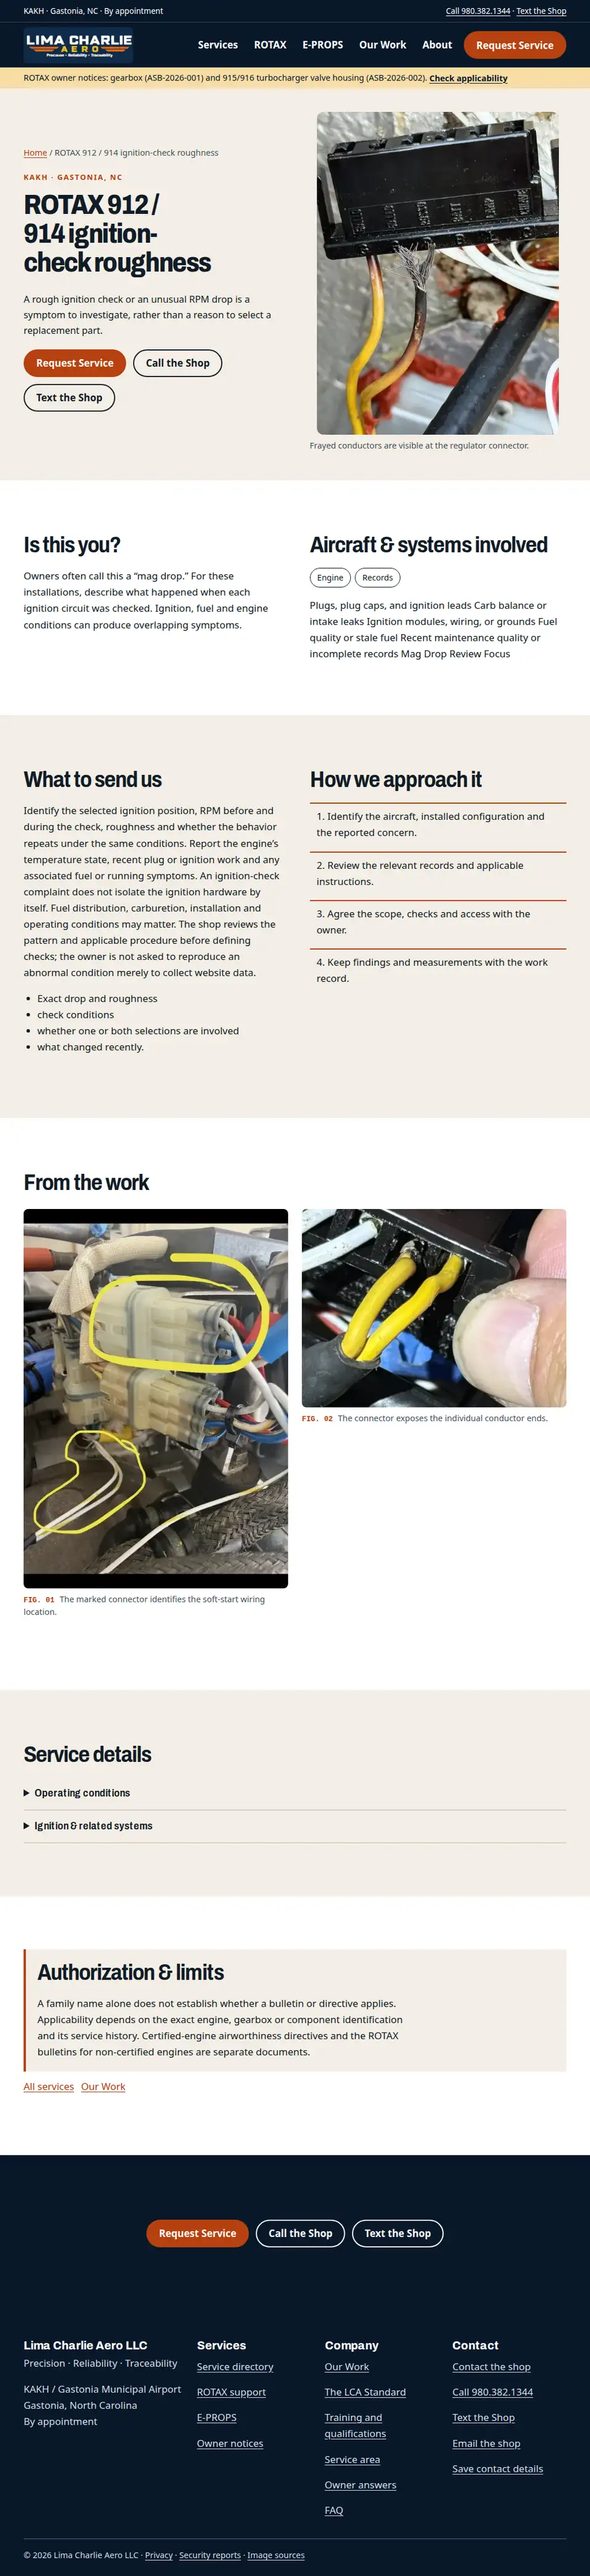 KAKH · Gastonia, NC · By appointment
Call 980.382.1344 · Text the Shop
LIMA CHARLIE
AERO
Precision · Reliability · Traceability
Services
ROTAX
E-PROPS
Our Work
About
Request Service
ROTAX owner notices: gearbox (ASB-2026-001) and 915/916 turbocharger valve housing (ASB-2026-002). Check applicability
Home / ROTAX 912 / 914 ignition-check roughness
KAKH · GASTONIA, NC
ROTAX 912 /
914 ignition-
check roughness
A rough ignition check or an unusual RPM drop is a
symptom to investigate, rather than a reason to select a
replacement part.
Request Service
Call the Shop
Text the Shop
Frayed conductors are visible at the regulator connector.
Is this you?
Owners often call this a “mag drop.” For these
installations, describe what happened when each
ignition circuit was checked. Ignition, fuel and engine
conditions can produce overlapping symptoms.
Aircraft & systems involved
Engine
Records
Plugs, plug caps, and ignition leads Carb balance or
intake leaks Ignition modules, wiring, or grounds Fuel
quality or stale fuel Recent maintenance quality or
incomplete records Mag Drop Review Focus
What to send us
Identify the selected ignition position, RPM before and
during the check, roughness and whether the behavior
repeats under the same conditions. Report the engine’s
temperature state, recent plug or ignition work and any
associated fuel or running symptoms. An ignition-check
complaint does not isolate the ignition hardware by
itself. Fuel distribution, carburetion, installation and
operating conditions may matter. The shop reviews the
pattern and applicable procedure before defining
checks; the owner is not asked to reproduce an
abnormal condition merely to collect website data.
• Exact drop and roughness
• check conditions
• whether one or both selections are involved
• what changed recently.
How we approach it
1. Identify the aircraft, installed configuration and
the reported concern.
2. Review the relevant records and applicable
instructions.
3. Agree the scope, checks and access with the
owner.
4. Keep findings and measurements with the work
record.
From the work
FIG. 01 The marked connector identifies the soft-start wiring
location.
FIG. 02 The connector exposes the individual conductor ends.
Service details
Operating conditions
Ignition & related systems
Authorization & limits
A family name alone does not establish whether a bulletin or directive applies.
Applicability depends on the exact engine, gearbox or component identification
and its service history. Certified-engine airworthiness directives and the ROTAX
bulletins for non-certified engines are separate documents.
All services
Our Work
Request Service
Call the Shop
Text the Shop
Lima Charlie Aero LLC
Precision · Reliability · Traceability
KAKH / Gastonia Municipal Airport
Gastonia, North Carolina
By appointment
Services
Service directory
ROTAX support
E-PROPS
Owner notices
Company
Our Work
The LCA Standard
Training and
qualifications
Service area
Owner answers
FAQ
Contact
Contact the shop
Call 980.382.1344
Text the Shop
Email the shop
Save contact details
© 2026 Lima Charlie Aero LLC · Privacy · Security reports · Image sources